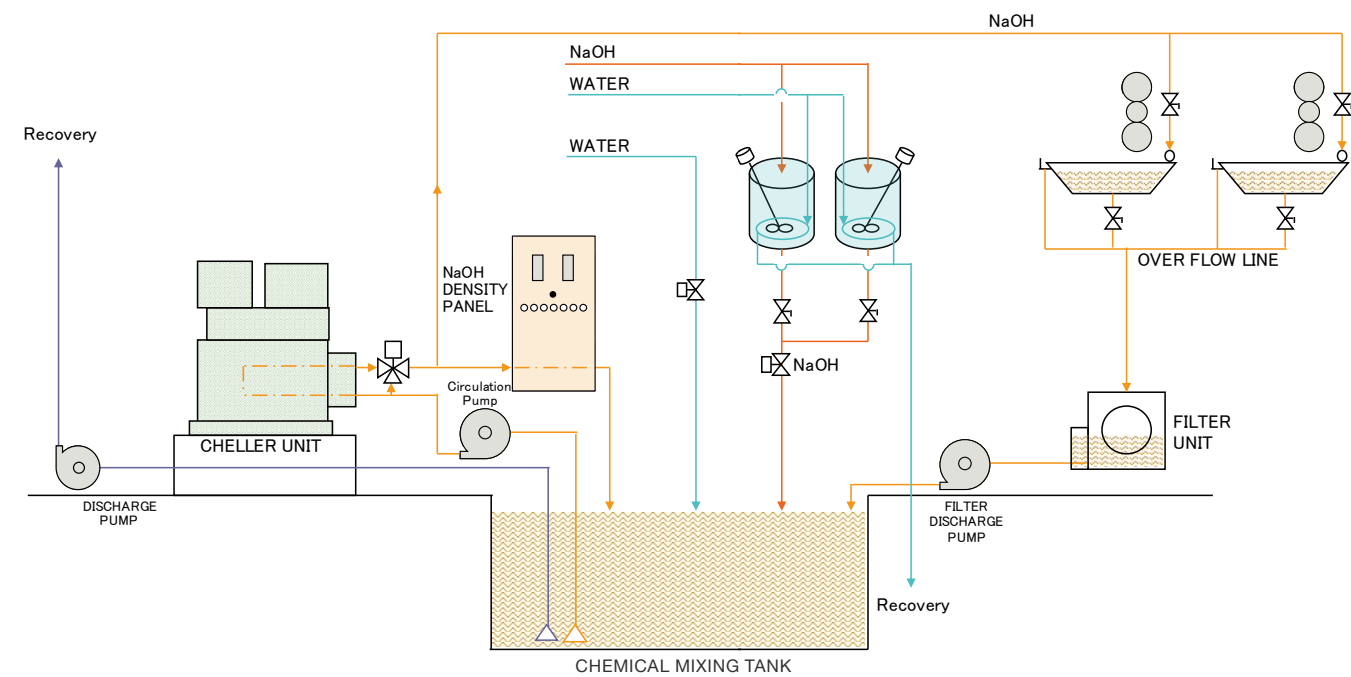 NaOH
NaOH
WATER
Recovery
WATER
OVER FLOW LINE
NaOH
DENSITY
PANEL
NaOH
Circulation
Pump
FILTER
UNIT
CHELLER UNIT
DISCHARGE
PUMP
FILTER
DISCHARGE
PUMP
Recovery
CHEMICAL MIXING TANK